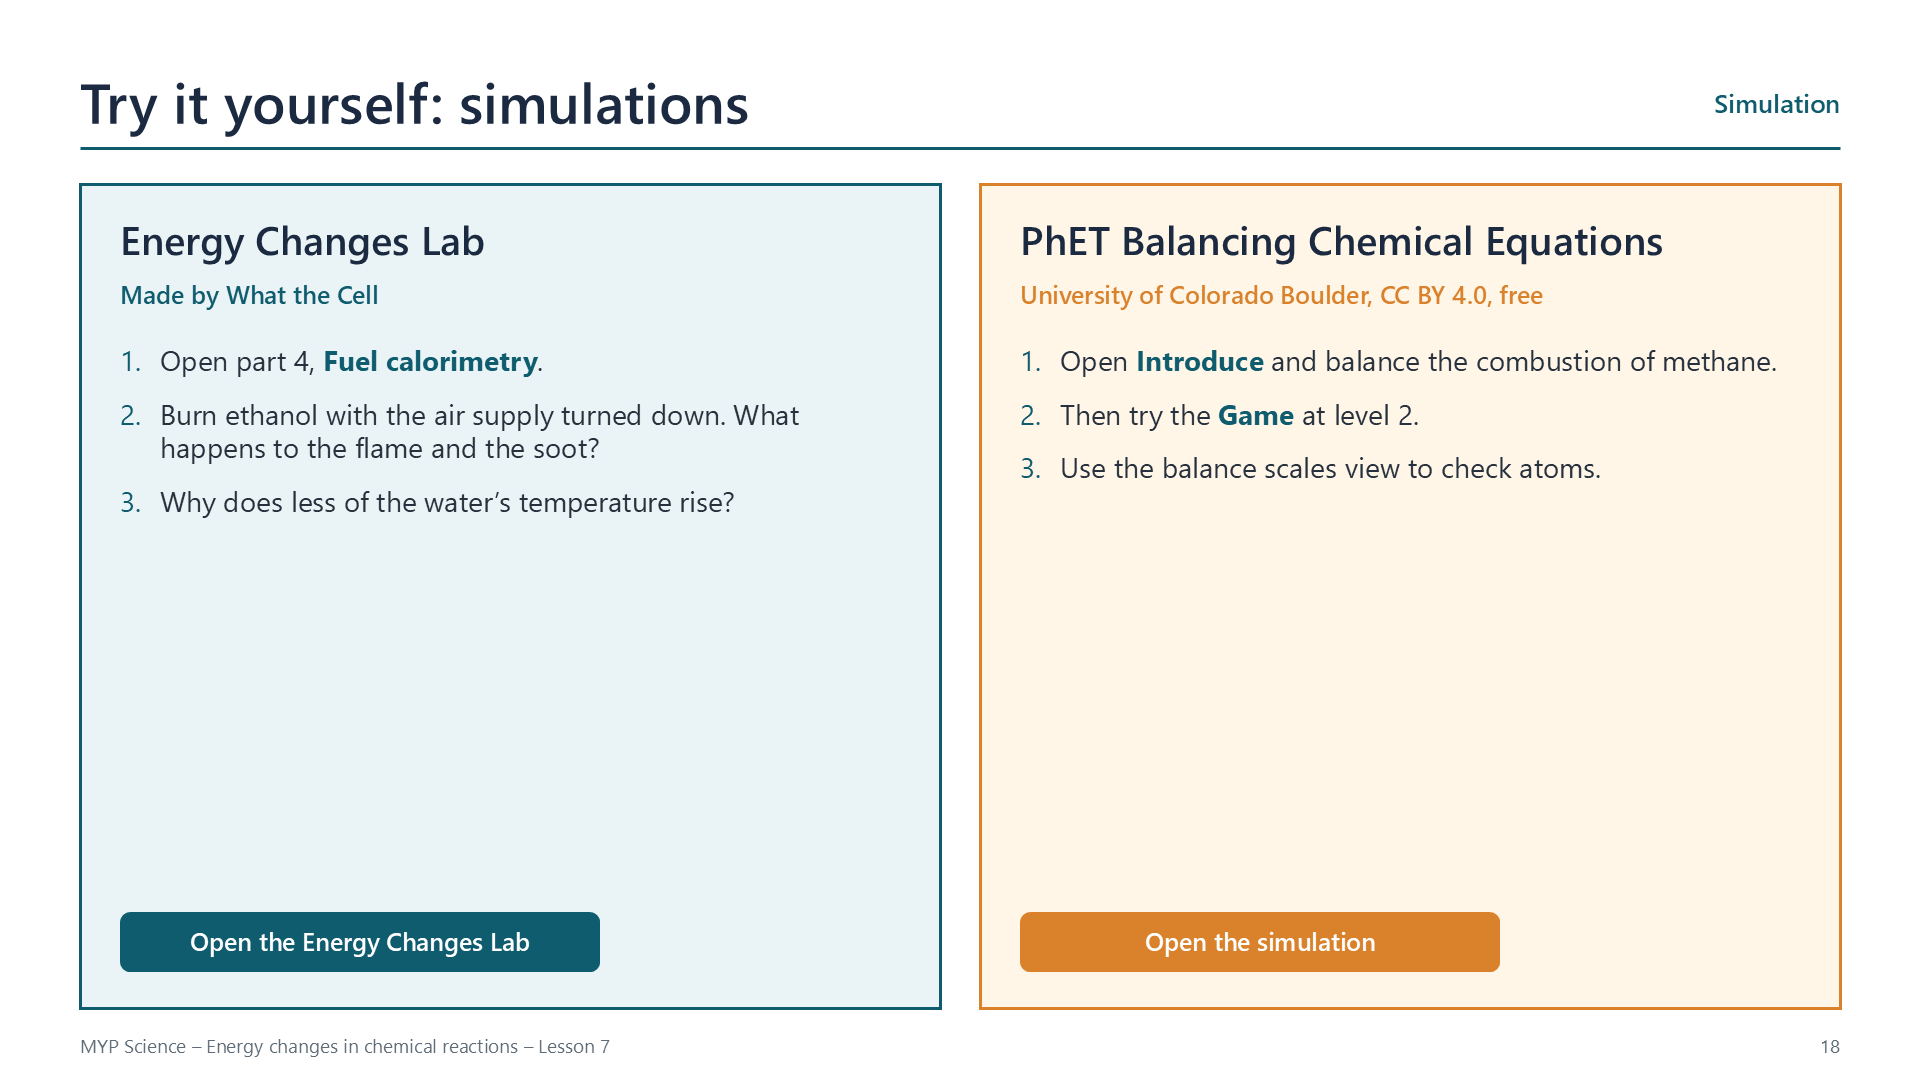 Try it yourself: simulations
Simulation
Energy Changes Lab
Made by What the Cell
1. Open part 4, Fuel calorimetry.
2. Burn ethanol with the air supply turned down. What
happens to the flame and the soot?
3. Why does less of the water’s temperature rise?
Open the Energy Changes Lab
PhET Balancing Chemical Equations
University of Colorado Boulder, CC BY 4.0, free
1. Open Introduce and balance the combustion of methane.
2. Then try the Game at level 2.
3. Use the balance scales view to check atoms.
Open the simulation
MYP Science – Energy changes in chemical reactions – Lesson 7
18